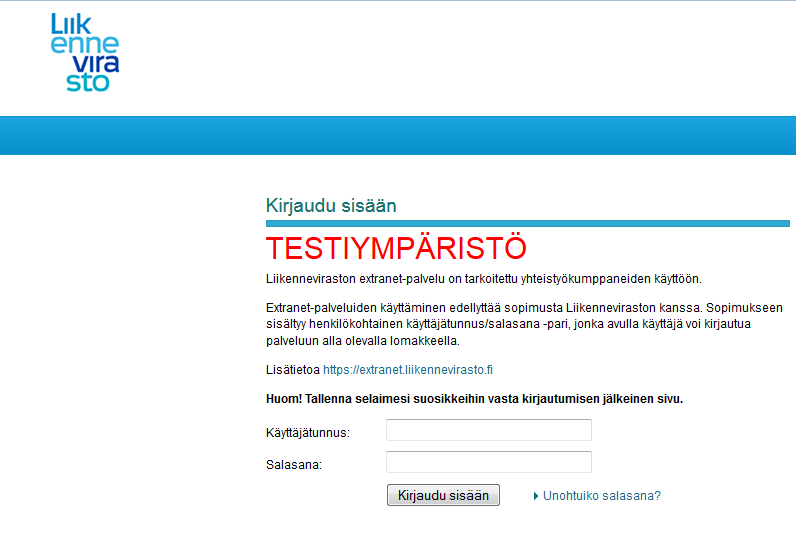 Liik
enne
vira
sto
Kirjaudu sisään
TESTIYMPÄRISTÖ
Liikenneviraston extranet-palvelu on tarkoitettu yhteistyökumppaneiden käyttöön.
Extranet-palveluiden käyttäminen edellyttää sopimusta Liikenneviraston kanssa. Sopimukseen
sisältyy henkilökohtainen käyttäjätunnus/salasana -pari, jonka avulla käyttäjä voi kirjautua
palveluun alla olevalla lomakkeella.
Lisätietoa https://extranet.liikennevirasto.fi
Huom! Tallenna selaimesi suosikkeihin vasta kirjautumisen jälkeinen sivu.
Käyttäjätunnus:
Salasana:
Kirjaudu sisään Unohtuiko salasana?